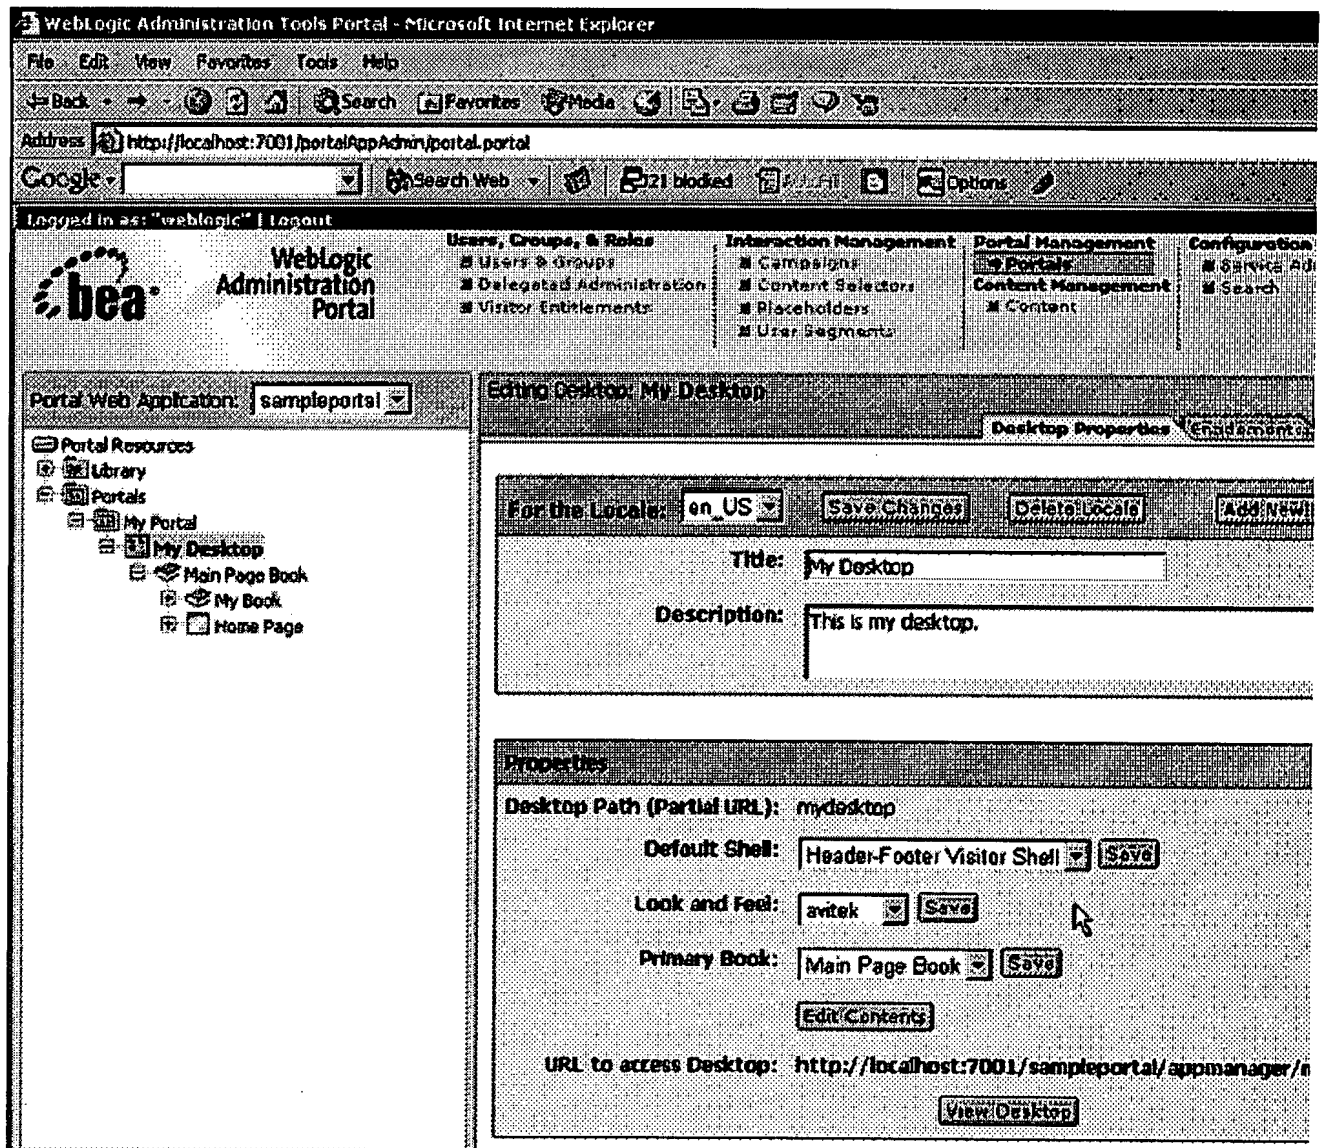 WebLogic Administration Tools Portal - Microsoft Internet Explorer
File Edit View Favorites Tools Help
Back Search Favorites Media
Address http://localhost:7001/portalAppAdmin/portal.portal
Google Search Web 321 blocked AutoFill Options
Logged in as: "weblogic" | Logout
bea
WebLogic
Administration
Portal
Users, Groups, & Roles
Users & Groups
Delegated Administration
Visitor Entitlements
Interaction Management
Campaigns
Content Selectors
Placeholders
User Segments
Portal Management
Portals
Content Management
Content
Configuration
Service Ad
Search
Portal Web Application: sampleportal
Portal Resources
Library
Portals
My Portal
My Desktop
Main Page Book
My Book
Home Page
Editing Desktop: My Desktop
Desktop Properties
For the Locale: en_US Save Changes Delete Locale Add New
Title: My Desktop
Description: This is my desktop.
Properties
Desktop Path (Partial URL): mydesktop
Default Shell: Header-Footer Visitor Shell Save
Look and Feel: avitek Save
Primary Book: Main Page Book Save
Edit Contents
URL to access Desktop: http://localhost:7001/sampleportal/appmanager/
View Desktop